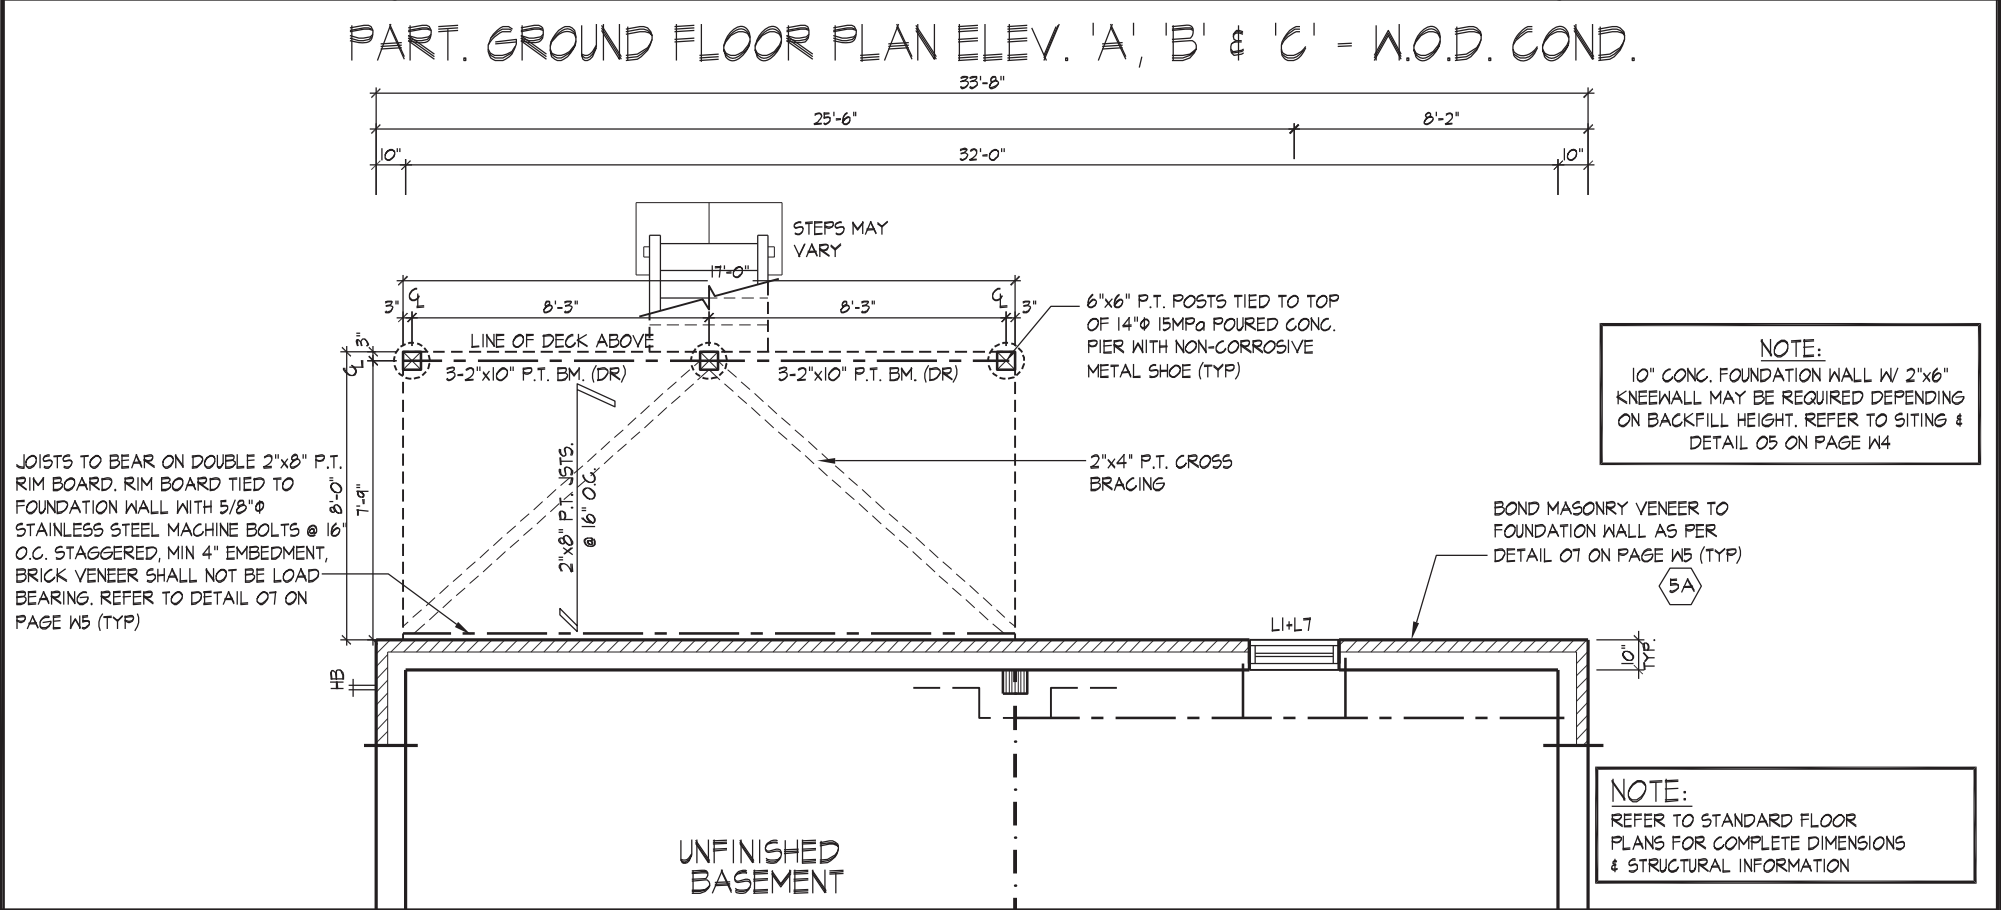 PART. GROUND FLOOR PLAN ELEV. 'A', 'B' & 'C' - W.O.D. COND.
33'-8"
25'-6"
8'-2"
10"
32'-0"
10"
STEPS MAY
VARY
17'-0"
3"
℄
8'-3"
8'-3"
℄
3"
6"x6" P.T. POSTS TIED TO TOP
OF 14"Φ 15MPa POURED CONC.
PIER WITH NON-CORROSIVE
METAL SHOE (TYP)
LINE OF DECK ABOVE
3"
℄
3-2"x10" P.T. BM. (DR)
3-2"x10" P.T. BM. (DR)
NOTE:
10" CONC. FOUNDATION WALL W/ 2"x6"
KNEEWALL MAY BE REQUIRED DEPENDING
ON BACKFILL HEIGHT. REFER TO SITING &
DETAIL 05 ON PAGE W4
JOISTS TO BEAR ON DOUBLE 2"x8" P.T.
RIM BOARD. RIM BOARD TIED TO
FOUNDATION WALL WITH 5/8"Φ
STAINLESS STEEL MACHINE BOLTS @ 16"
O.C. STAGGERED, MIN 4" EMBEDMENT,
BRICK VENEER SHALL NOT BE LOAD
BEARING. REFER TO DETAIL 07 ON
PAGE W5 (TYP)
8'-0"
7'-9"
2"x8" P.T. JSTS.
@ 16" O.C.
2"x4" P.T. CROSS
BRACING
BOND MASONRY VENEER TO
FOUNDATION WALL AS PER
DETAIL 07 ON PAGE W5 (TYP)
5A
L1+L7
10"
TYP.
HB
UNFINISHED
BASEMENT
NOTE:
REFER TO STANDARD FLOOR
PLANS FOR COMPLETE DIMENSIONS
& STRUCTURAL INFORMATION